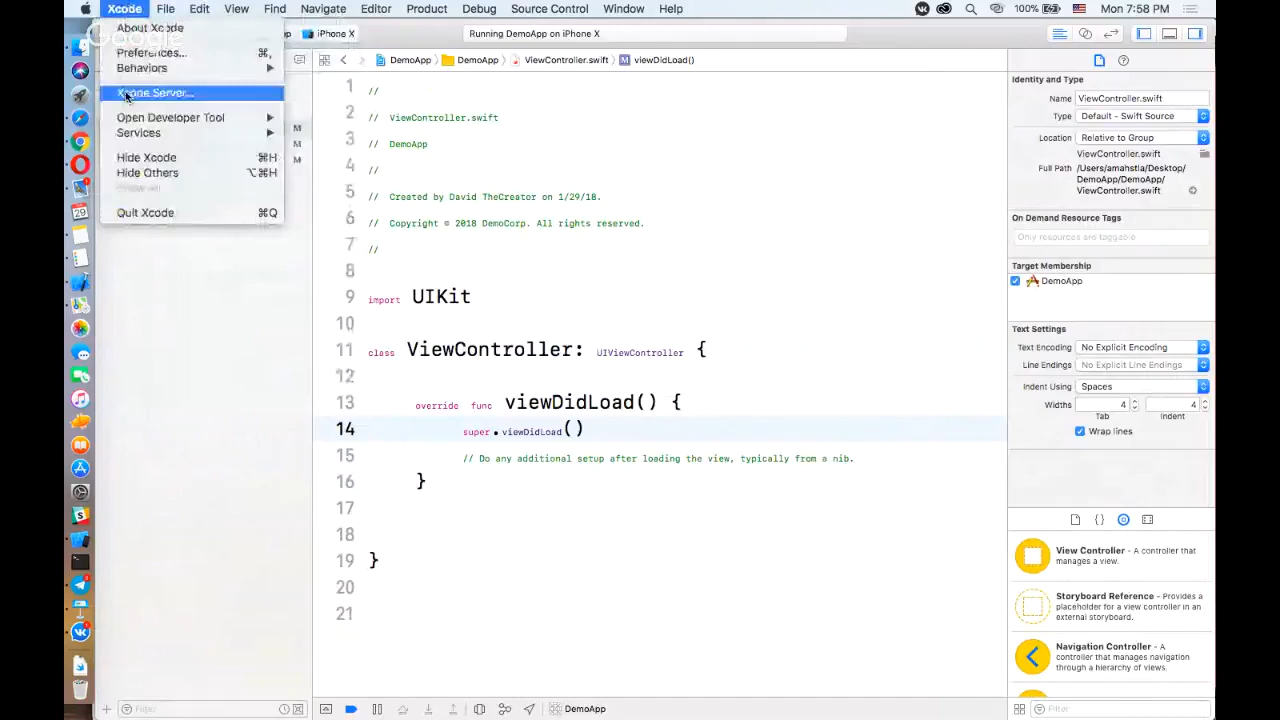 Xcode File Edit View Find Navigate Editor Product Debug Source Control Window Help 100% Mon 7:58 PM
Google
About Xcode
Preferences... ⌘,
Behaviors
Xcode Server...
Open Developer Tool
Services
Hide Xcode ⌘H
Hide Others ⌥⌘H
Show All
Quit Xcode ⌘Q
iPhone X
Running DemoApp on iPhone X
DemoApp DemoApp ViewController.swift viewDidLoad()
M
M
M
1 //
2 // ViewController.swift
3 // DemoApp
4 //
5 // Created by David TheCreator on 1/29/18.
6 // Copyright © 2018 DemoCorp. All rights reserved.
7 //
8
9 import UIKit
10
11 class ViewController: UIViewController {
12
13 override func viewDidLoad() {
14 super.viewDidLoad()
15 // Do any additional setup after loading the view, typically from a nib.
16 }
17
18
19 }
20
21
Identity and Type
Name ViewController.swift
Type Default - Swift Source
Location Relative to Group
ViewController.swift
Full Path /Users/amahstla/Desktop/
DemoApp/DemoApp/
ViewController.swift
On Demand Resource Tags
Only resources are taggable
Target Membership
DemoApp
Text Settings
Text Encoding No Explicit Encoding
Line Endings No Explicit Line Endings
Indent Using Spaces
Widths 4 4
Tab Indent
Wrap lines
{}
View Controller - A controller that
manages a view.
Storyboard Reference - Provides a
placeholder for a view controller in an
external storyboard.
Navigation Controller - A
controller that manages navigation
through a hierarchy of views.
Filter
DemoApp
Filter